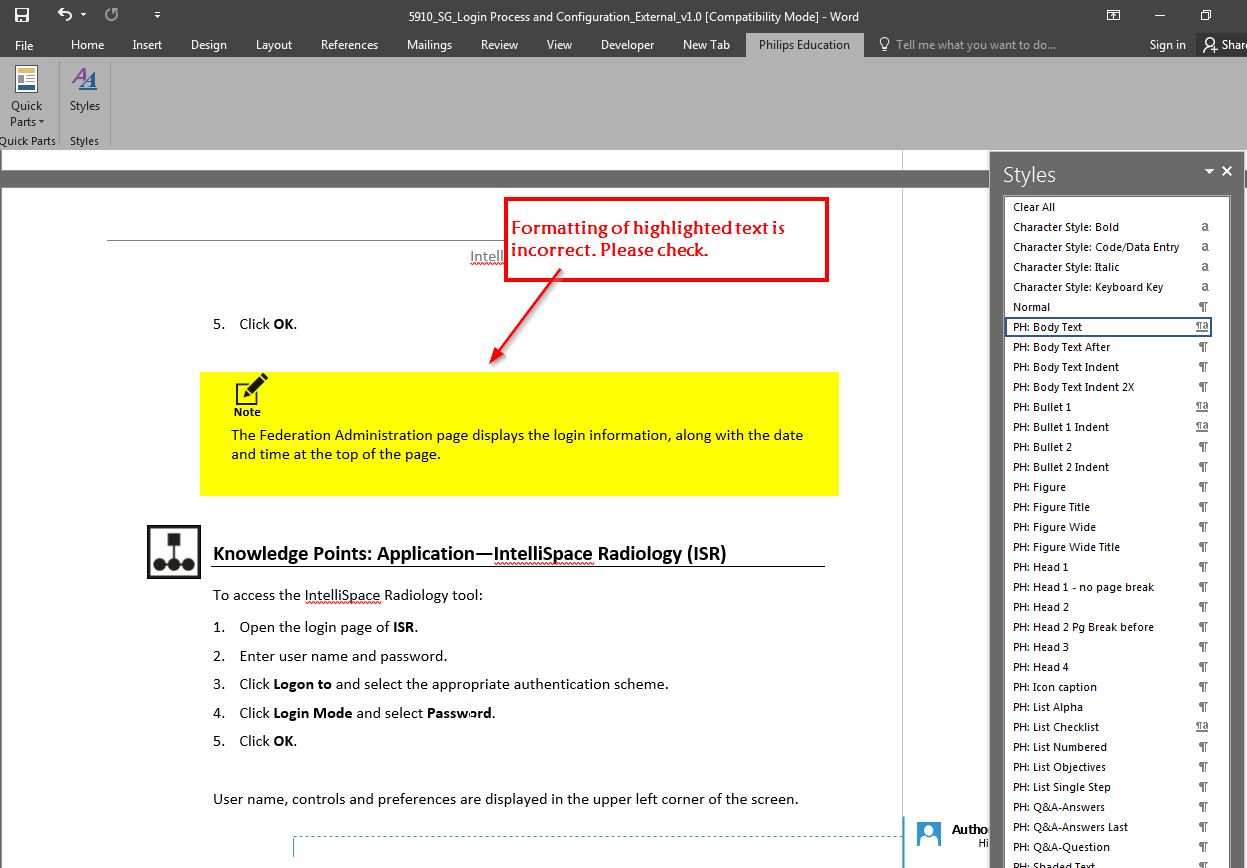 5910_SG_Login Process and Configuration_External_v1.0 [Compatibility Mode] - Word
File Home Insert Design Layout References Mailings Review View Developer New Tab Philips Education Tell me what you want to do... Sign in Share
Quick Parts
Styles
Quick Parts
Styles
Intell
Formatting of highlighted text is
incorrect. Please check.
5. Click OK.
Note
The Federation Administration page displays the login information, along with the date
and time at the top of the page.
Knowledge Points: Application—IntelliSpace Radiology (ISR)
To access the IntelliSpace Radiology tool:
1. Open the login page of ISR.
2. Enter user name and password.
3. Click Logon to and select the appropriate authentication scheme.
4. Click Login Mode and select Password.
5. Click OK.
User name, controls and preferences are displayed in the upper left corner of the screen.
Autho
Hi
Styles
Clear All
Character Style: Bold a
Character Style: Code/Data Entry a
Character Style: Italic a
Character Style: Keyboard Key a
Normal ¶
PH: Body Text ¶a
PH: Body Text After ¶
PH: Body Text Indent ¶
PH: Body Text Indent 2X ¶
PH: Bullet 1 ¶a
PH: Bullet 1 Indent ¶a
PH: Bullet 2 ¶
PH: Bullet 2 Indent ¶
PH: Figure ¶
PH: Figure Title ¶
PH: Figure Wide ¶
PH: Figure Wide Title ¶
PH: Head 1 ¶
PH: Head 1 - no page break ¶
PH: Head 2 ¶
PH: Head 2 Pg Break before ¶
PH: Head 3 ¶
PH: Head 4 ¶
PH: Icon caption ¶
PH: List Alpha ¶
PH: List Checklist ¶a
PH: List Numbered ¶
PH: List Objectives ¶
PH: List Single Step ¶
PH: Q&A-Answers ¶
PH: Q&A-Answers Last ¶
PH: Q&A-Question ¶
PH: Shaded Text ¶